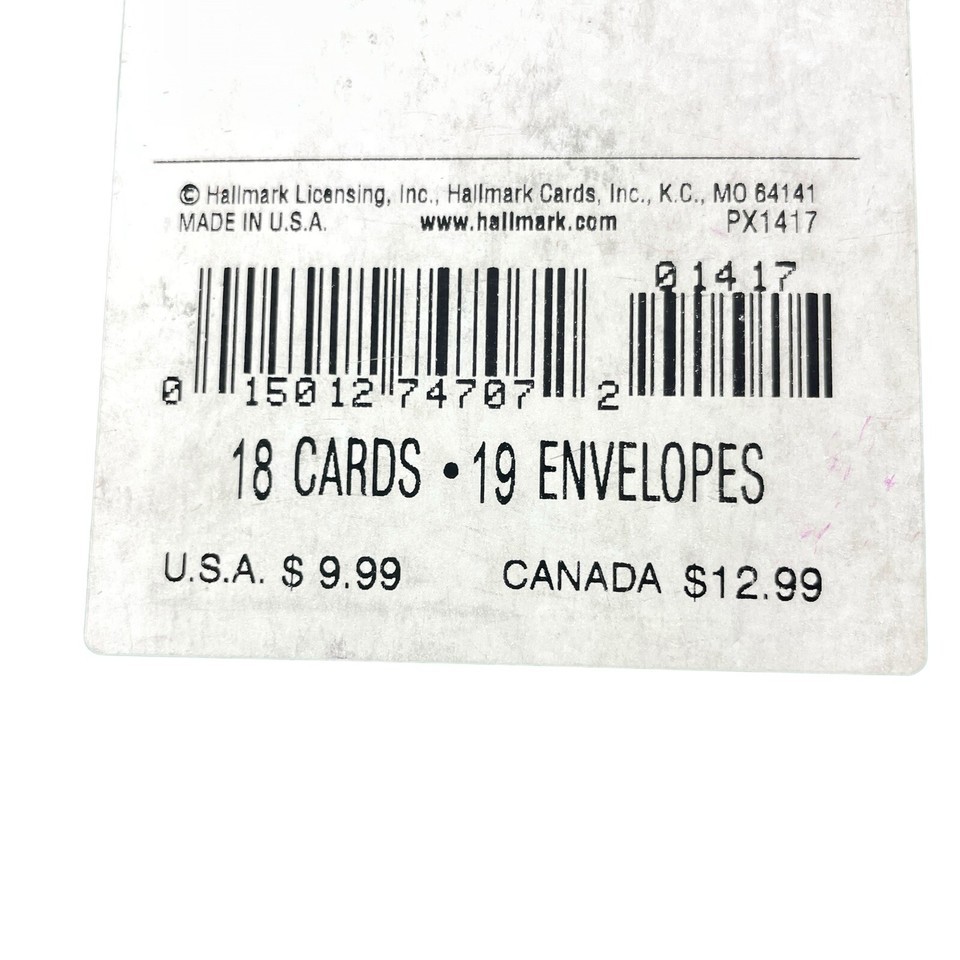 © Hallmark Licensing, Inc., Hallmark Cards, Inc., K.C., MO 64141
MADE IN U.S.A. www.hallmark.com PX1417
01417
0 15012 74707 2
18 CARDS • 19 ENVELOPES
U.S.A. $ 9.99 CANADA $12.99